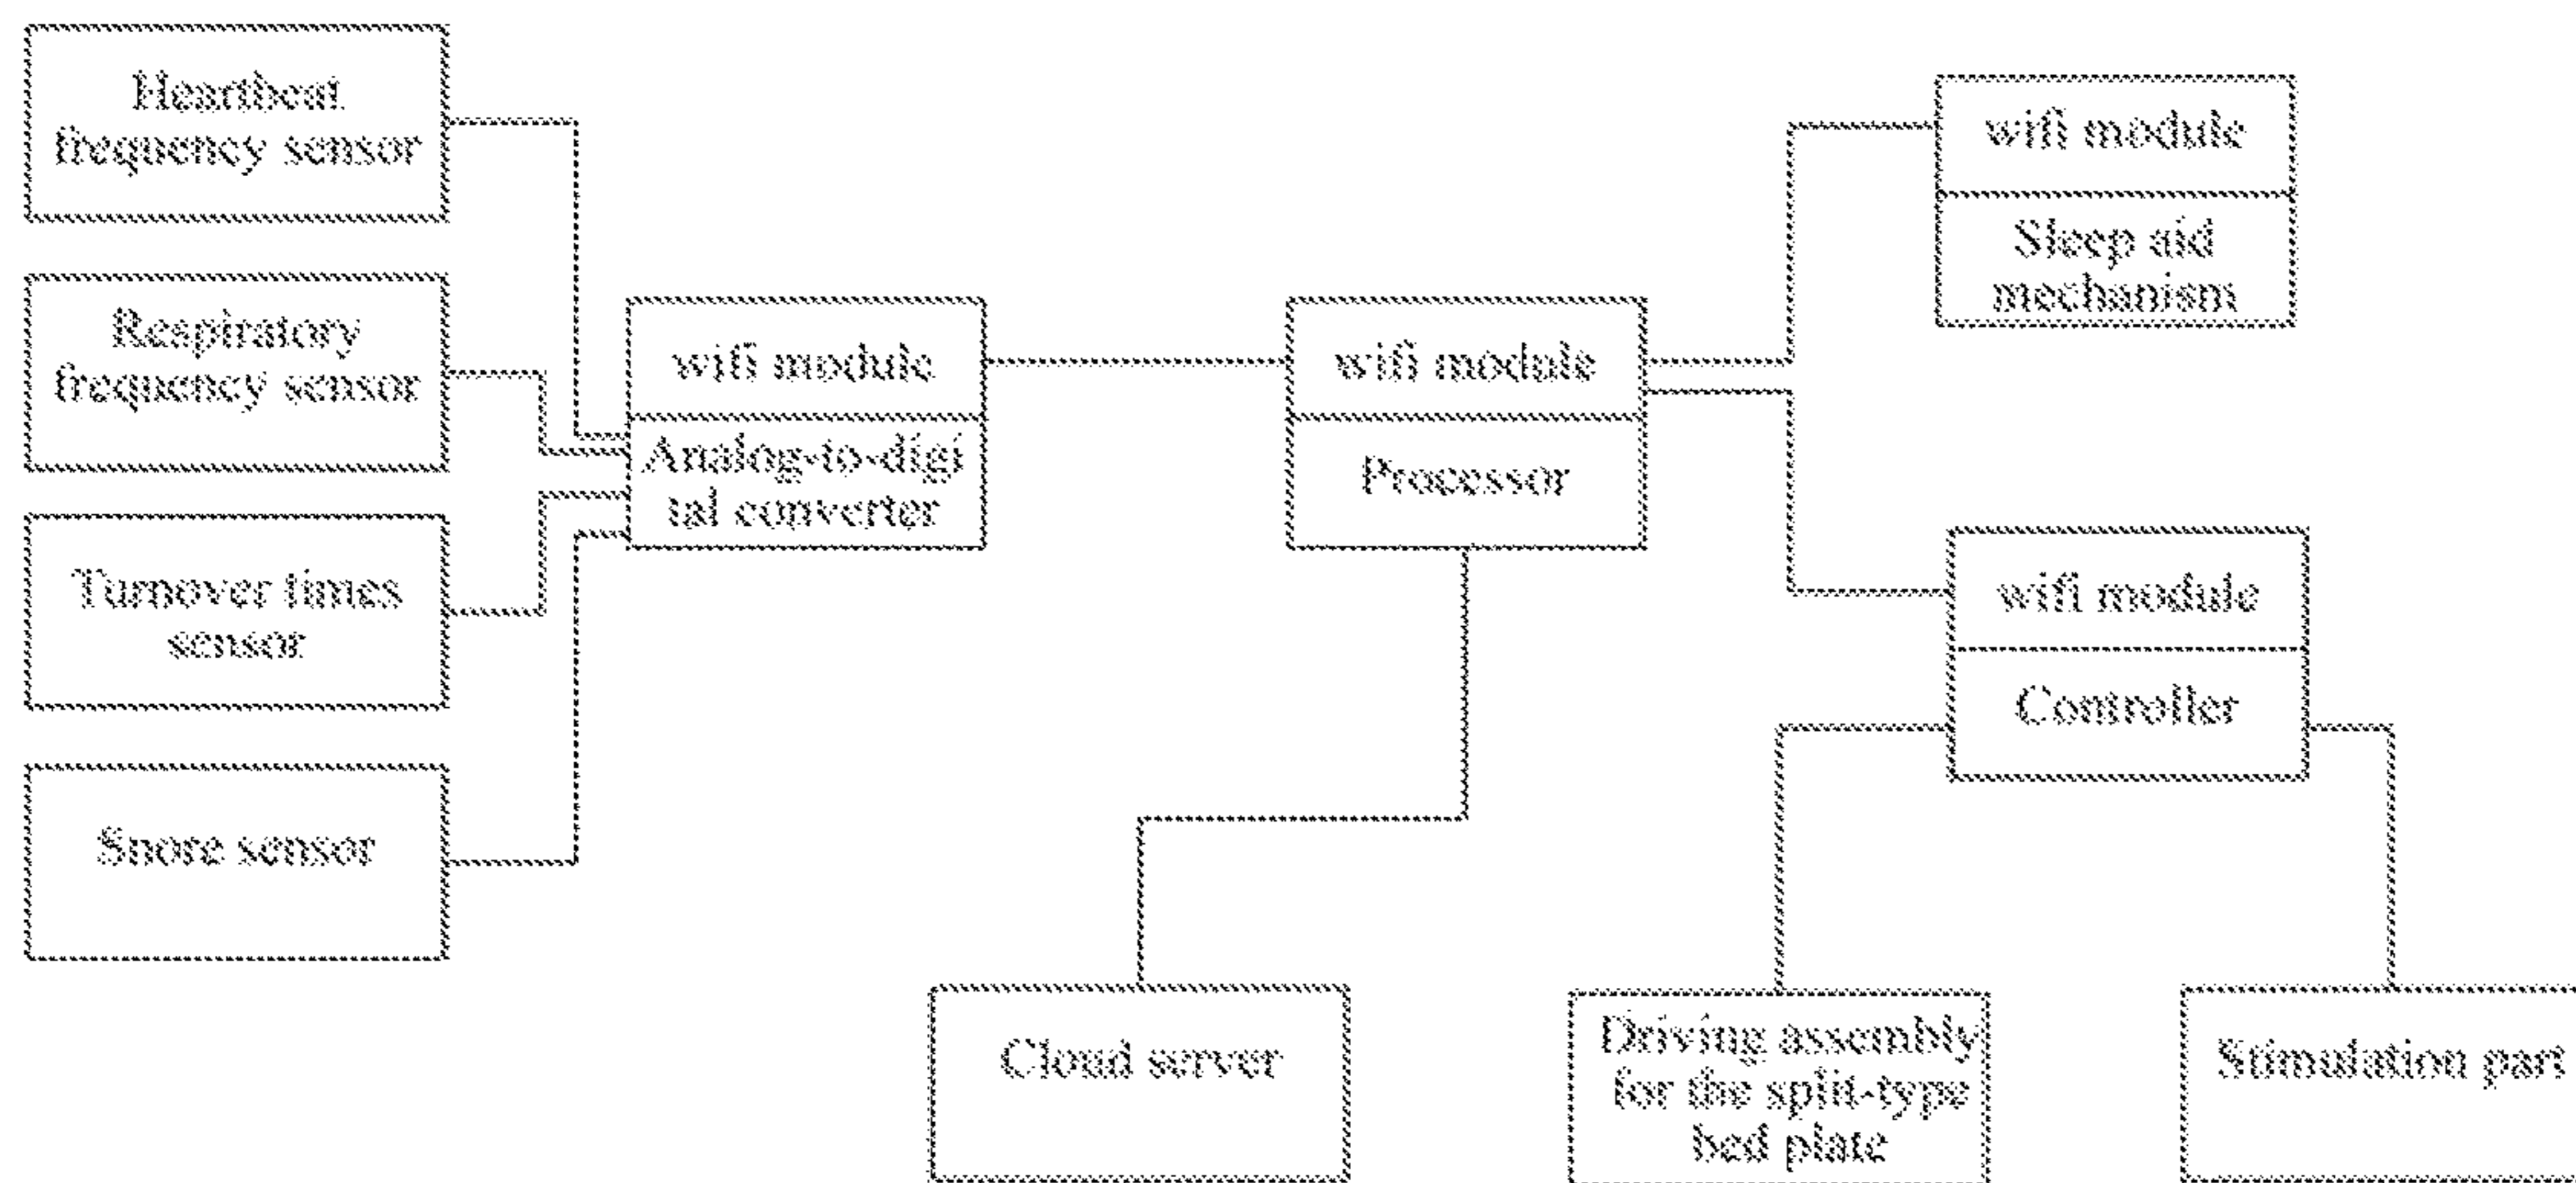 Heartbeat
frequency sensor
Respiratory
frequency sensor
Turnover times
sensor
Snore sensor
wifi module
Analog-to-digi
tal converter
wifi module
Processor
Cloud server
wifi module
Sleep aid
mechanism
wifi module
Controller
Driving assembly
for the split-type
bed plate
Stimulation part